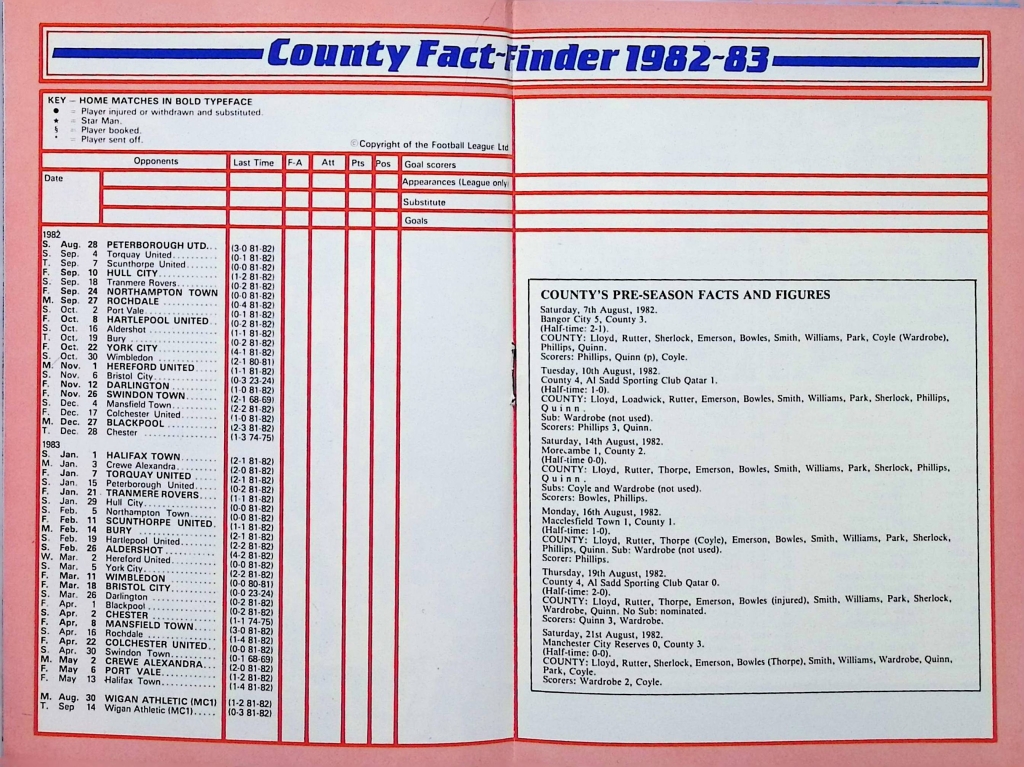 County Fact-Finder 1982-83
KEY – HOME MATCHES IN BOLD TYPEFACE
● = Player injured or withdrawn and substituted.
★ = Star Man.
§ = Player booked.
* = Player sent off.
©Copyright of the Football League Ltd
Opponents Last Time F-A Att Pts Pos Goal scorers
Date Appearances (League only)
Substitute
Goals
1982
S. Aug. 28 PETERBOROUGH UTD... (3-0 81-82)
S. Sep. 4 Torquay United........ (0-1 81-82)
T. Sep. 7 Scunthorpe United...... (0-0 81-82)
F. Sep. 10 HULL CITY............. (1-2 81-82)
S. Sep. 18 Tranmere Rovers........ (0-2 81-82)
F. Sep. 24 NORTHAMPTON TOWN (0-0 81-82)
M. Sep. 27 ROCHDALE ............ (0-4 81-82)
S. Oct. 2 Port Vale.............. (0-1 81-82)
F. Oct. 8 HARTLEPOOL UNITED.. (0-2 81-82)
S. Oct. 16 Aldershot .............. (1-1 81-82)
T. Oct. 19 Bury .................. (0-2 81-82)
F. Oct. 22 YORK CITY............. (4-1 81-82)
S. Oct. 30 Wimbledon ............ (2-1 80-81)
M. Nov. 1 HEREFORD UNITED..... (1-1 81-82)
S. Nov. 6 Bristol City............. (0-3 23-24)
F. Nov. 12 DARLINGTON .......... (1-0 81-82)
F. Nov. 26 SWINDON TOWN ....... (2-1 68-69)
S. Dec. 4 Mansfield Town......... (2-2 81-82)
F. Dec. 17 Colchester United....... (1-0 81-82)
M. Dec. 27 BLACKPOOL .......... (2-3 81-82)
T. Dec. 28 Chester ............... (1-3 74-75)
1983
S. Jan. 1 HALIFAX TOWN ........ (2-1 81-82)
M. Jan. 3 Crewe Alexandra........ (2-0 81-82)
F. Jan. 7 TORQUAY UNITED ..... (2-1 81-82)
S. Jan. 15 Peterborough United..... (0-2 81-82)
F. Jan. 21 TRANMERE ROVERS.... (1-1 81-82)
S. Jan. 29 Hull City............... (0-0 81-82)
S. Feb. 5 Northampton Town...... (0-0 81-82)
F. Feb. 11 SCUNTHORPE UNITED. (1-1 81-82)
M. Feb. 14 BURY ................ (2-1 81-82)
S. Feb. 19 Hartlepool United....... (2-2 81-82)
S. Feb. 26 ALDERSHOT ........... (4-2 81-82)
W. Mar. 2 Hereford United........ (0-0 81-82)
S. Mar. 5 York City.............. (2-2 81-82)
F. Mar. 11 WIMBLEDON .......... (0-0 80-81)
F. Mar. 18 BRISTOL CITY.......... (0-0 23-24)
S. Mar. 26 Darlington ............ (0-2 81-82)
F. Apr. 1 Blackpool ............. (0-2 81-82)
S. Apr. 2 CHESTER ............. (1-1 74-75)
F. Apr. 8 MANSFIELD TOWN ..... (3-0 81-82)
S. Apr. 16 Rochdale .............. (1-4 81-82)
F. Apr. 22 COLCHESTER UNITED.. (0-0 81-82)
S. Apr. 30 Swindon Town.......... (0-1 68-69)
M. May 2 CREWE ALEXANDRA... (2-0 81-82)
F. May 6 PORT VALE........... (1-2 81-82)
F. May 13 Halifax Town........... (1-4 81-82)
M. Aug. 30 WIGAN ATHLETIC (MC1) (1-2 81-82)
T. Sep 14 Wigan Athletic (MC1)..... (0-3 81-82)
COUNTY'S PRE-SEASON FACTS AND FIGURES
Saturday, 7th August, 1982.
Bangor City 5, County 3.
(Half-time: 2-1).
COUNTY: Lloyd, Rutter, Sherlock, Emerson, Bowles, Smith, Williams, Park, Coyle (Wardrobe),
Phillips, Quinn.
Scorers: Phillips, Quinn (p), Coyle.
Tuesday, 10th August, 1982.
County 4, Al Sadd Sporting Club Qatar 1.
(Half-time: 1-0).
COUNTY: Lloyd, Loadwick, Rutter, Emerson, Bowles, Smith, Williams, Park, Sherlock, Phillips,
Quinn.
Sub: Wardrobe (not used).
Scorers: Phillips 3, Quinn.
Saturday, 14th August, 1982.
Morecambe 1, County 2.
(Half-time 0-0).
COUNTY: Lloyd, Rutter, Thorpe, Emerson, Bowles, Smith, Williams, Park, Sherlock, Phillips,
Quinn.
Subs: Coyle and Wardrobe (not used).
Scorers: Bowles, Phillips.
Monday, 16th August, 1982.
Macclesfield Town 1, County 1.
(Half-time: 1-0).
COUNTY: Lloyd, Rutter, Thorpe (Coyle), Emerson, Bowles, Smith, Williams, Park, Sherlock,
Phillips, Quinn. Sub: Wardrobe (not used).
Scorer: Phillips.
Thursday, 19th August, 1982.
County 4, Al Sadd Sporting Club Qatar 0.
(Half-time: 2-0).
COUNTY: Lloyd, Rutter, Thorpe, Emerson, Bowles (injured), Smith, Williams, Park, Sherlock,
Wardrobe, Quinn. No Sub: nominated.
Scorers: Quinn 3, Wardrobe.
Saturday, 21st August, 1982.
Manchester City Reserves 0, County 3.
(Half-time: 0-0).
COUNTY: Lloyd, Rutter, Sherlock, Emerson, Bowles (Thorpe), Smith, Williams, Wardrobe, Quinn,
Park, Coyle.
Scorers: Wardrobe 2, Coyle.